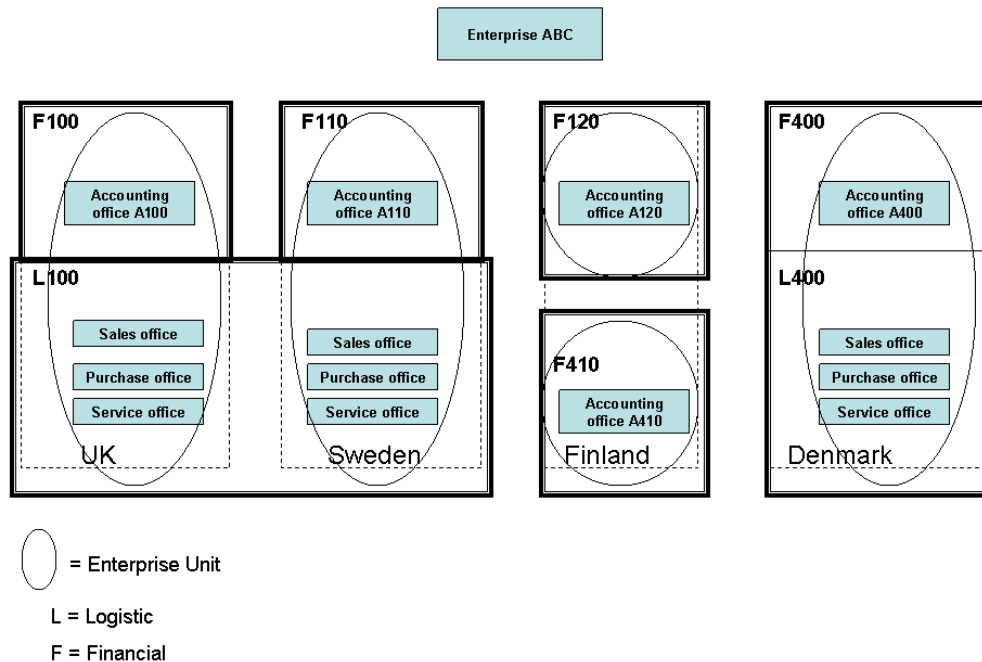 Enterprise ABC
F100
F110
F120
F400
Accounting
office A100
Accounting
office A110
Accounting
office A120
Accounting
office A400
L100
L400
Sales office
Sales office
Sales office
F410
Purchase office
Purchase office
Purchase office
Accounting
office A410
Service office
Service office
Service office
UK
Sweden
Finland
Denmark
= Enterprise Unit
L = Logistic
F = Financial